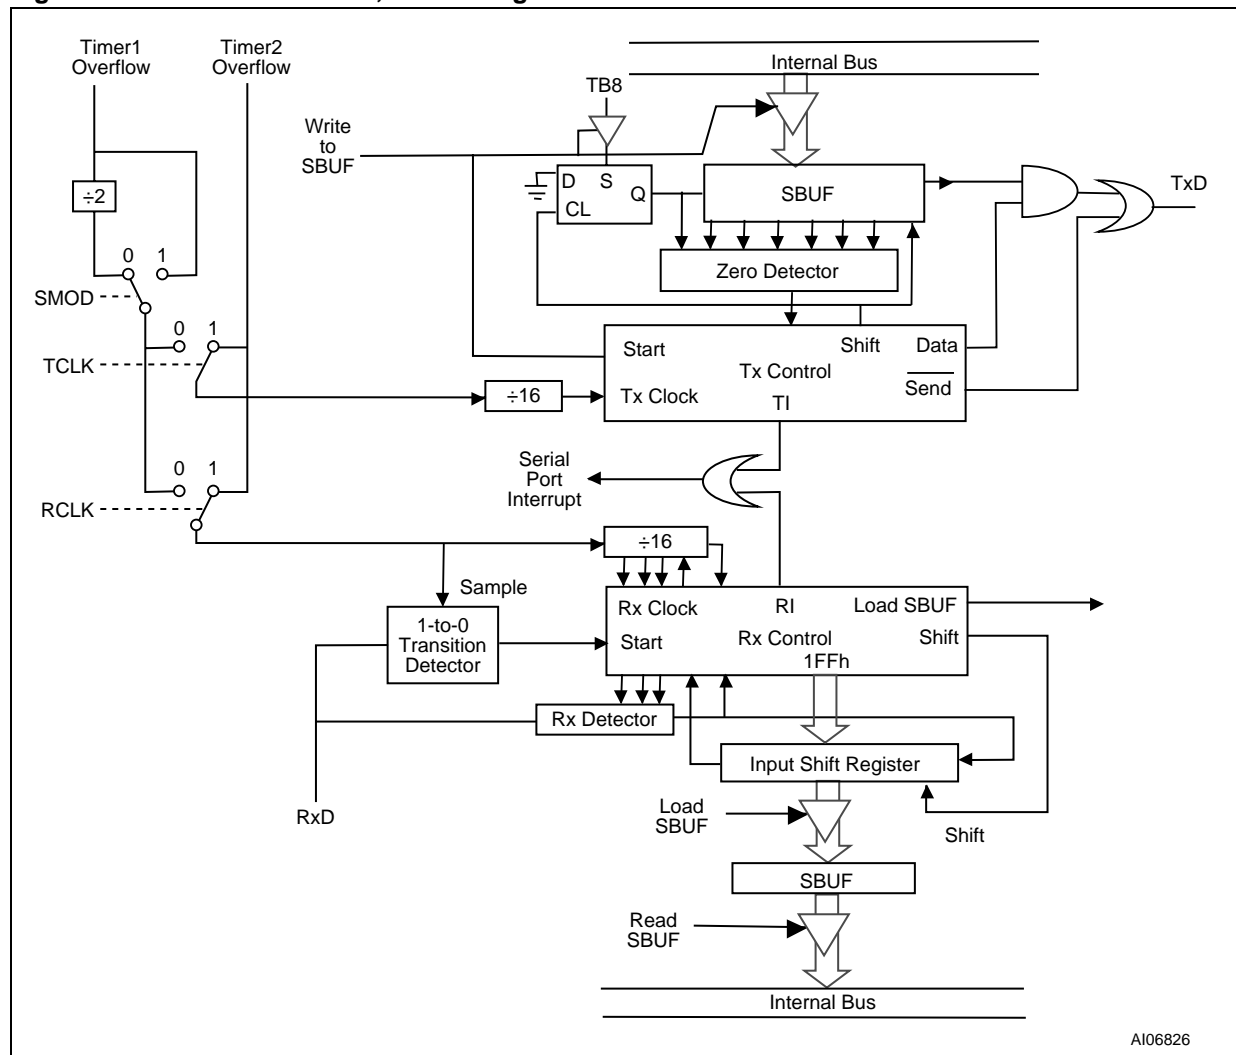 Timer1
Overflow
Timer2
Overflow
Internal Bus
TB8
Write
to
SBUF
D S
Q
CL
SBUF
TxD
÷2
Zero Detector
0 1
SMOD
0 1
TCLK
Start
Shift
Data
Tx Control
Send
÷16
Tx Clock
TI
Serial
Port
Interrupt
0 1
RCLK
÷16
Sample
Rx Clock
RI
Load SBUF
1-to-0
Transition
Detector
Start
Rx Control
Shift
1FFh
Rx Detector
Input Shift Register
RxD
Load
SBUF
Shift
SBUF
Read
SBUF
Internal Bus
AI06826